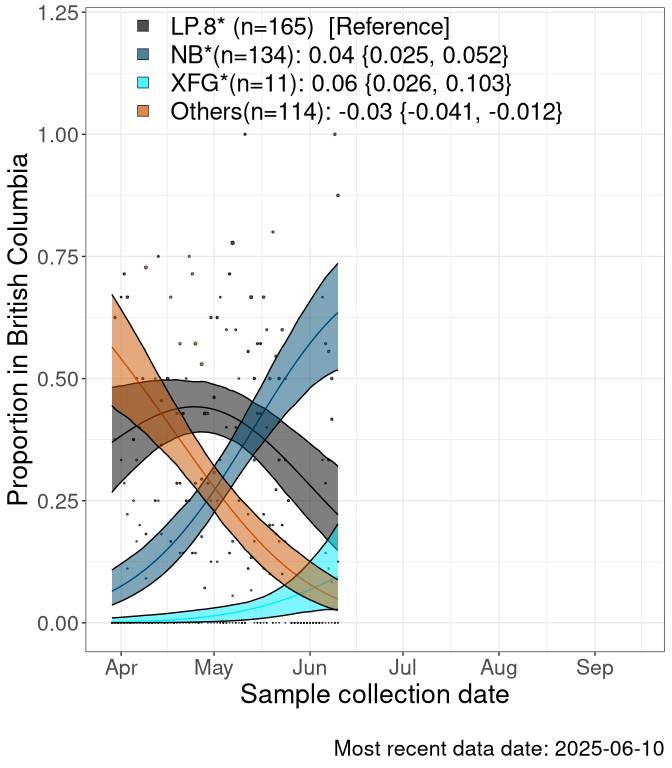 LP.8* (n=165)  [Reference]
NB*(n=134): 0.04 {0.025, 0.052}
XFG*(n=11): 0.06 {0.026, 0.103}
Others(n=114): -0.03 {-0.041, -0.012}
Proportion in British Columbia
1.25
1.00
0.75
0.50
0.25
0.00
Apr May Jun Jul Aug Sep
Sample collection date
Most recent data date: 2025-06-10